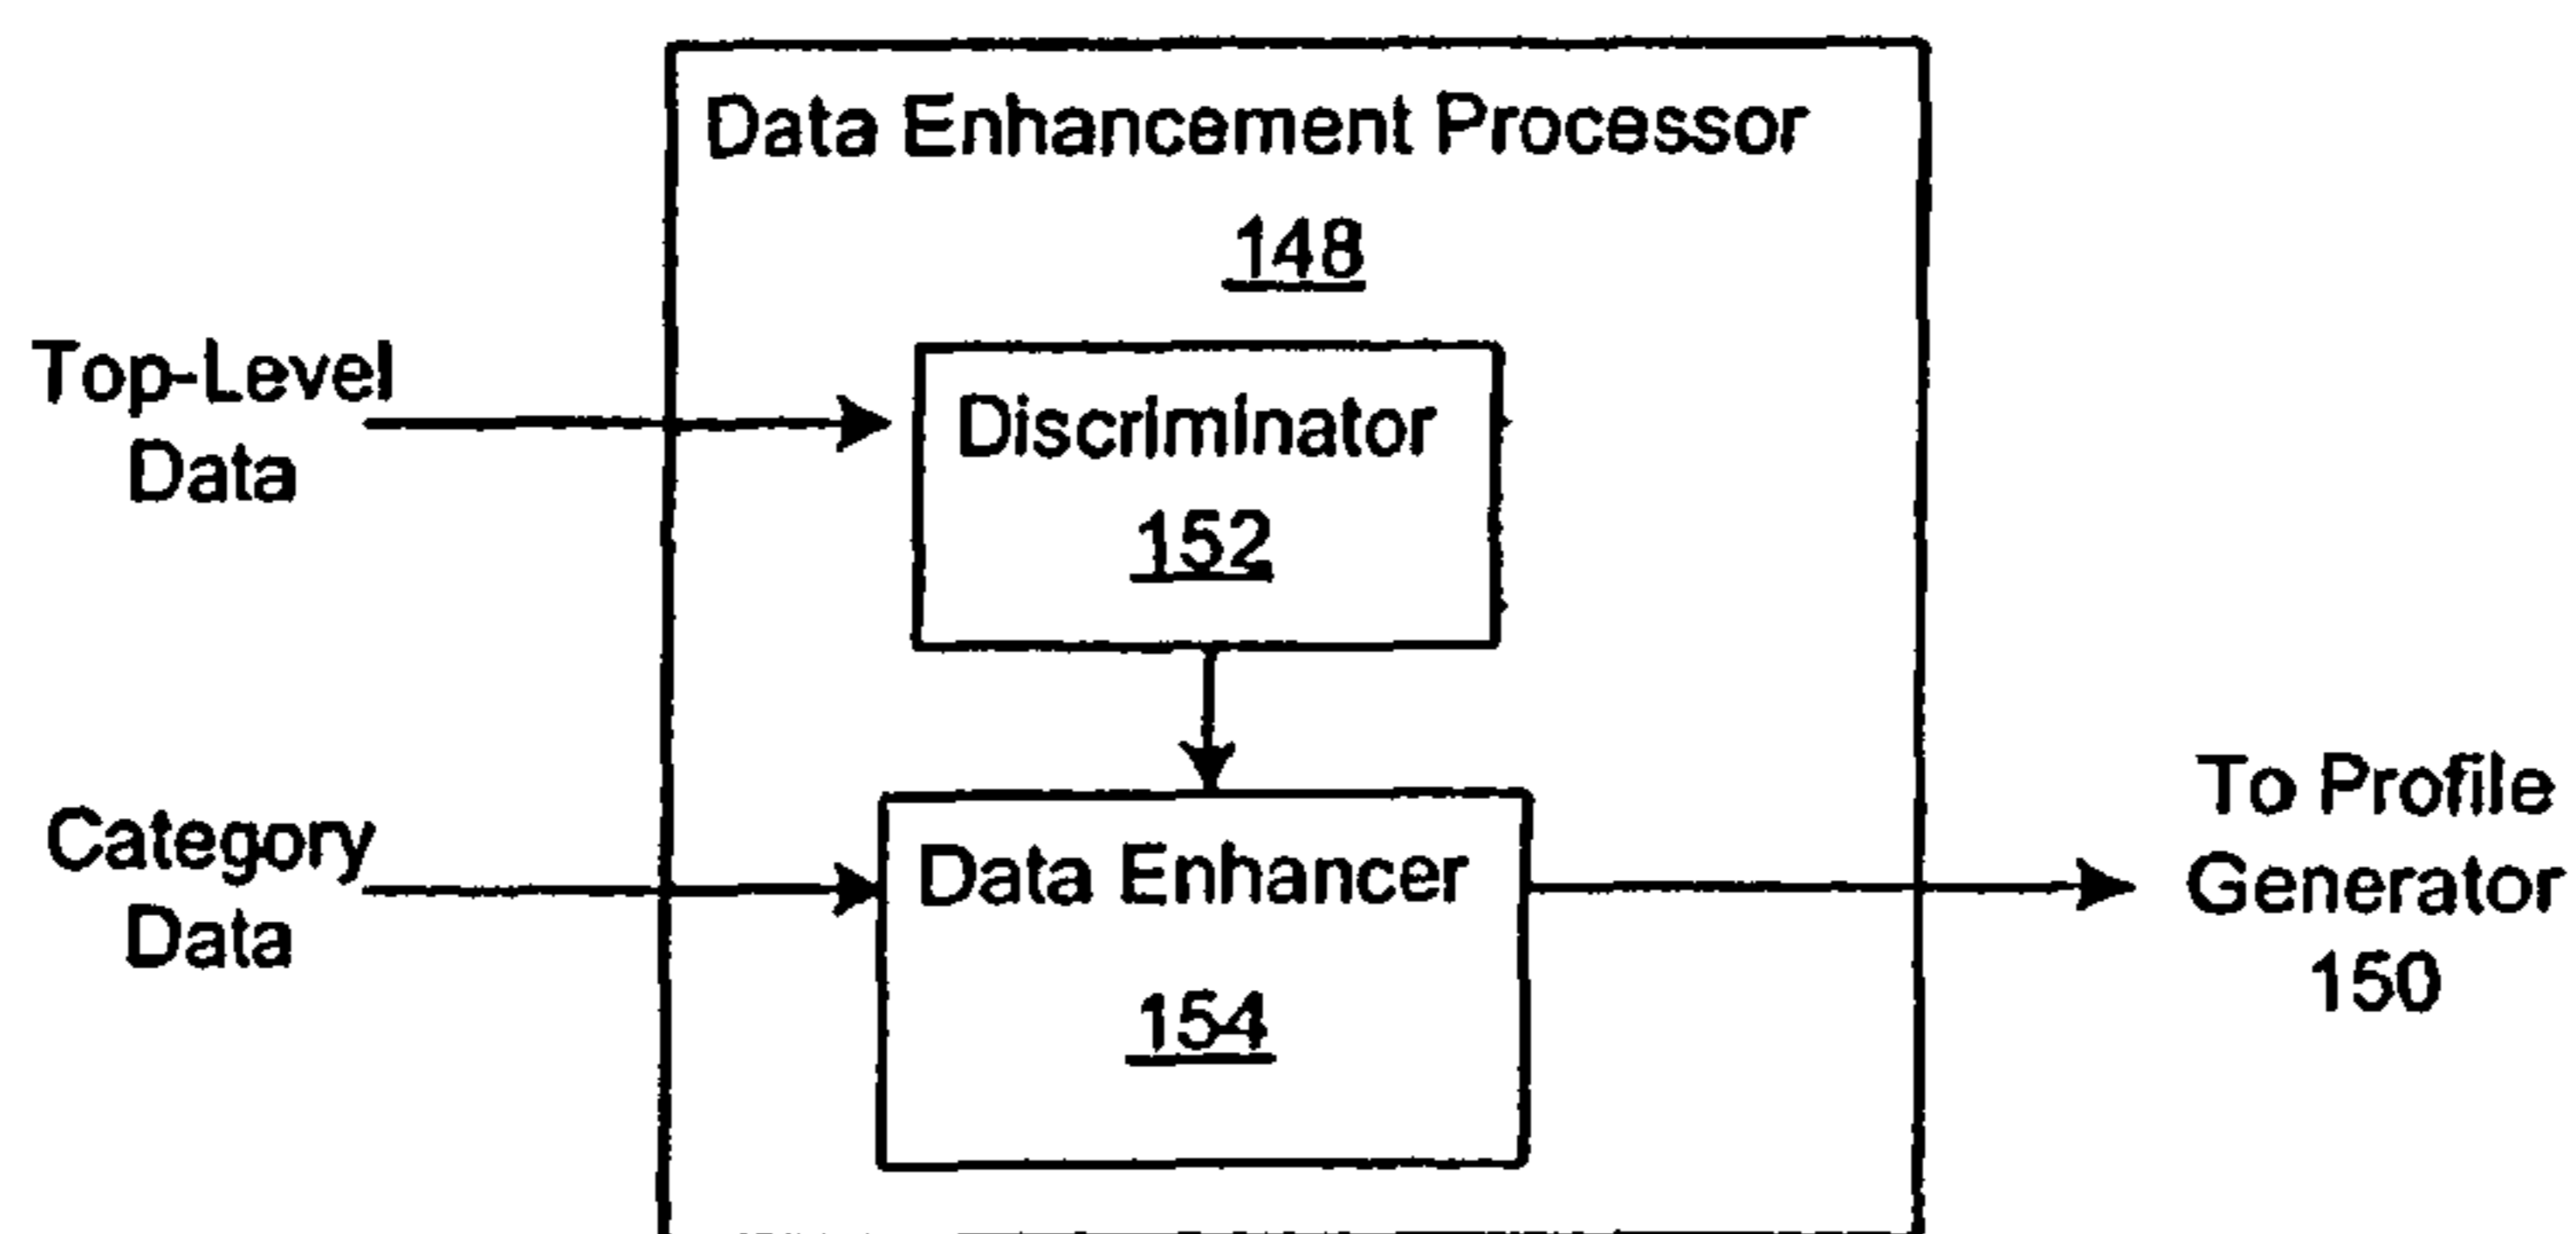 Data Enhancement Processor
148
Top-Level
Data
Discriminator
152
Category
Data
Data Enhancer
154
To Profile
Generator
150